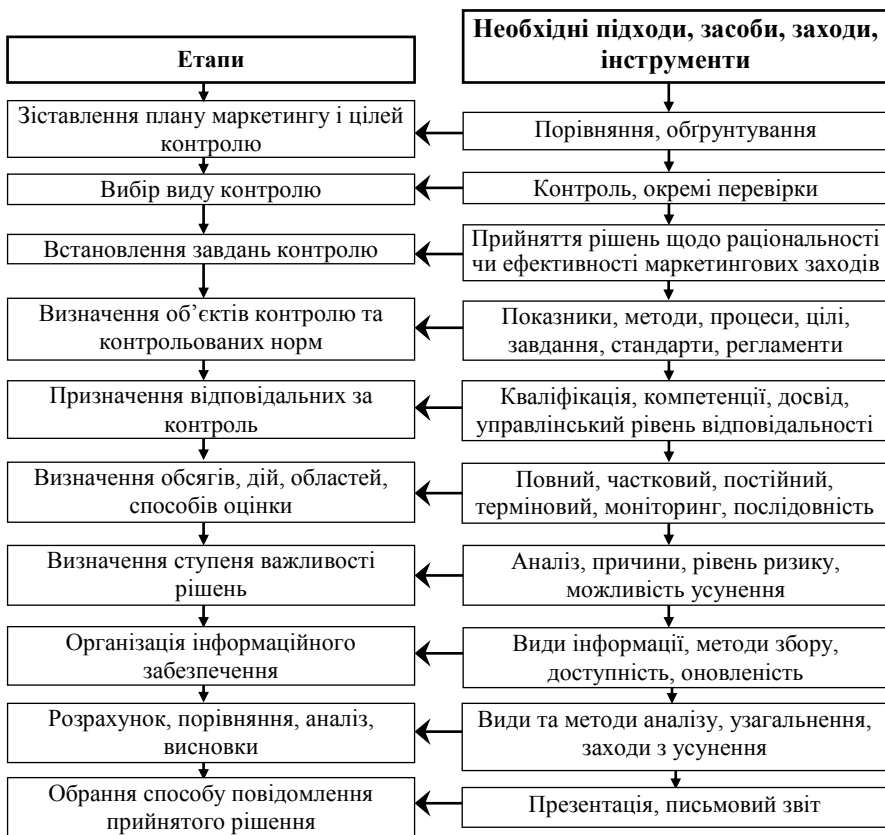 Етапи
Необхідні підходи, засоби, заходи,
інструменти
Зіставлення плану маркетингу і цілей
контролю
Порівняння, обґрунтування
Вибір виду контролю
Контроль, окремі перевірки
Встановлення завдань контролю
Прийняття рішень щодо раціональності
чи ефективності маркетингових заходів
Визначення об’єктів контролю та
контрольованих норм
Показники, методи, процеси, цілі,
завдання, стандарти, регламенти
Призначення відповідальних за
контроль
Кваліфікація, компетенції, досвід,
управлінський рівень відповідальності
Визначення обсягів, дій, областей,
способів оцінки
Повний, частковий, постійний,
терміновий, моніторинг, послідовність
Визначення ступеня важливості
рішень
Аналіз, причини, рівень ризику,
можливість усунення
Організація інформаційного
забезпечення
Види інформації, методи збору,
доступність, оновленість
Розрахунок, порівняння, аналіз,
висновки
Види та методи аналізу, узагальнення,
заходи з усунення
Обрання способу повідомлення
прийнятого рішення
Презентація, письмовий звіт